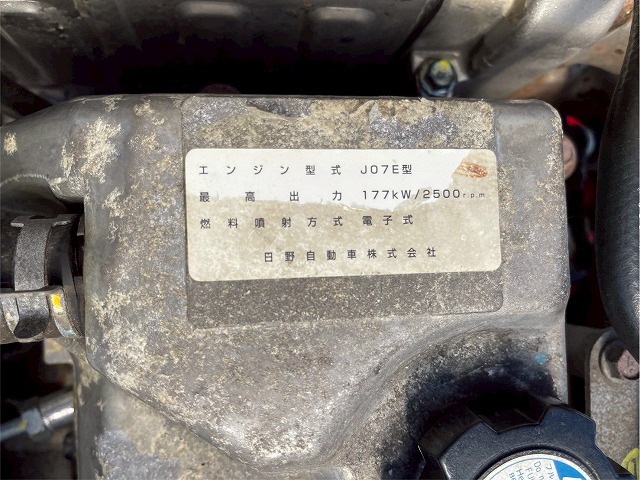 エンジン型式 J07E型
最高出力 177kW/2500r.p.m
燃料噴射方式 電子式
日野自動車株式会社